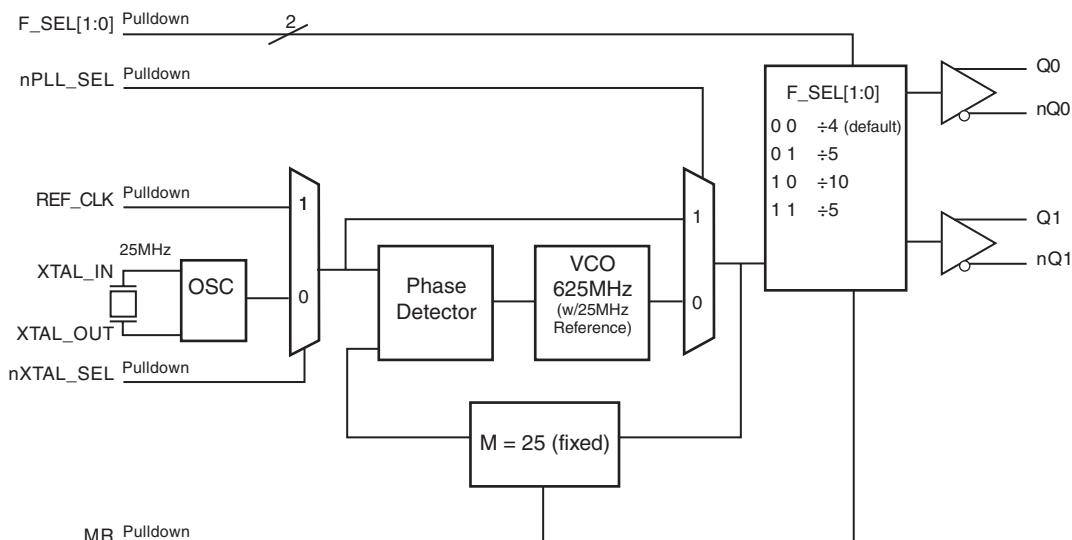 F_SEL[1:0] Pulldown
2
nPLL_SEL Pulldown
REF_CLK Pulldown
25MHz
XTAL_IN
XTAL_OUT
OSC
nXTAL_SEL Pulldown
1
0
Phase
Detector
VCO
625MHz
(w/25MHz
Reference)
1
0
M = 25 (fixed)
F_SEL[1:0]
0 0 ÷4 (default)
0 1 ÷5
1 0 ÷10
1 1 ÷5
Q0
nQ0
Q1
nQ1
MR Pulldown